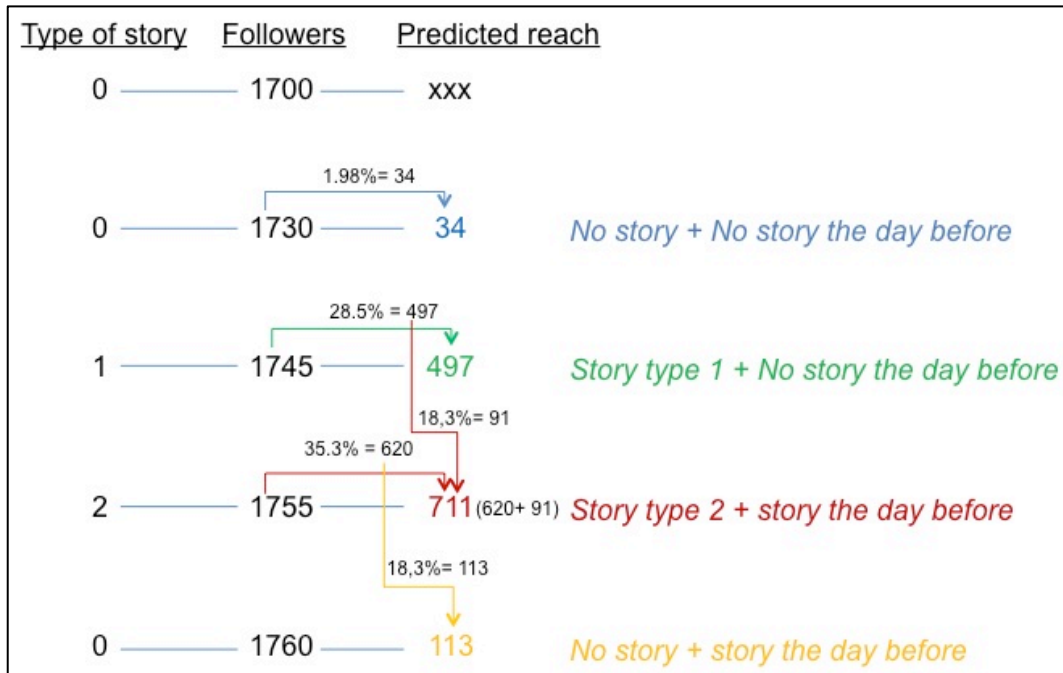 Type of story Followers Predicted reach
0 1700 xxx
1.98%= 34
0 1730 34 No story + No story the day before
28.5% = 497
1 1745 497 Story type 1 + No story the day before
18,3%= 91
35.3% = 620
2 1755 711 (620+ 91) Story type 2 + story the day before
18,3%= 113
0 1760 113 No story + story the day before